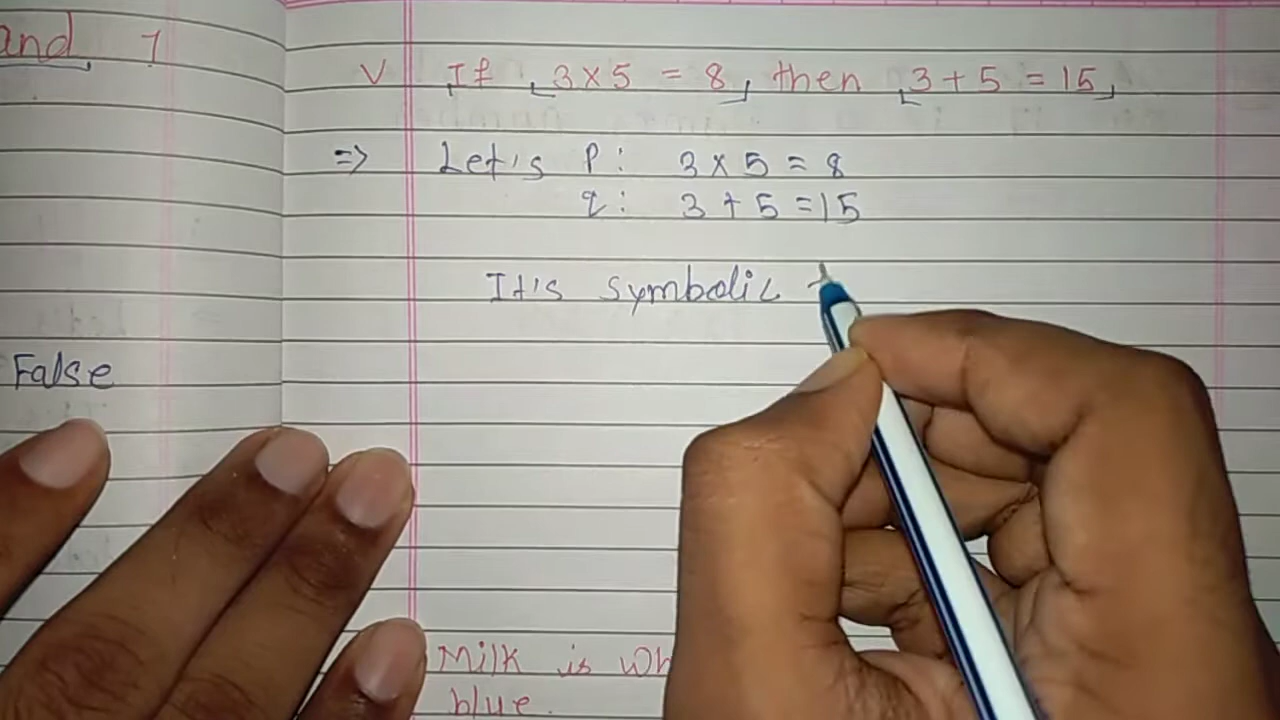 and 7
V If 3×5 = 8, then 3+5 = 15,
=> Let's P: 3×5=8
q: 3+5=15
It's symbolic
False
Milk is Wh
blue.